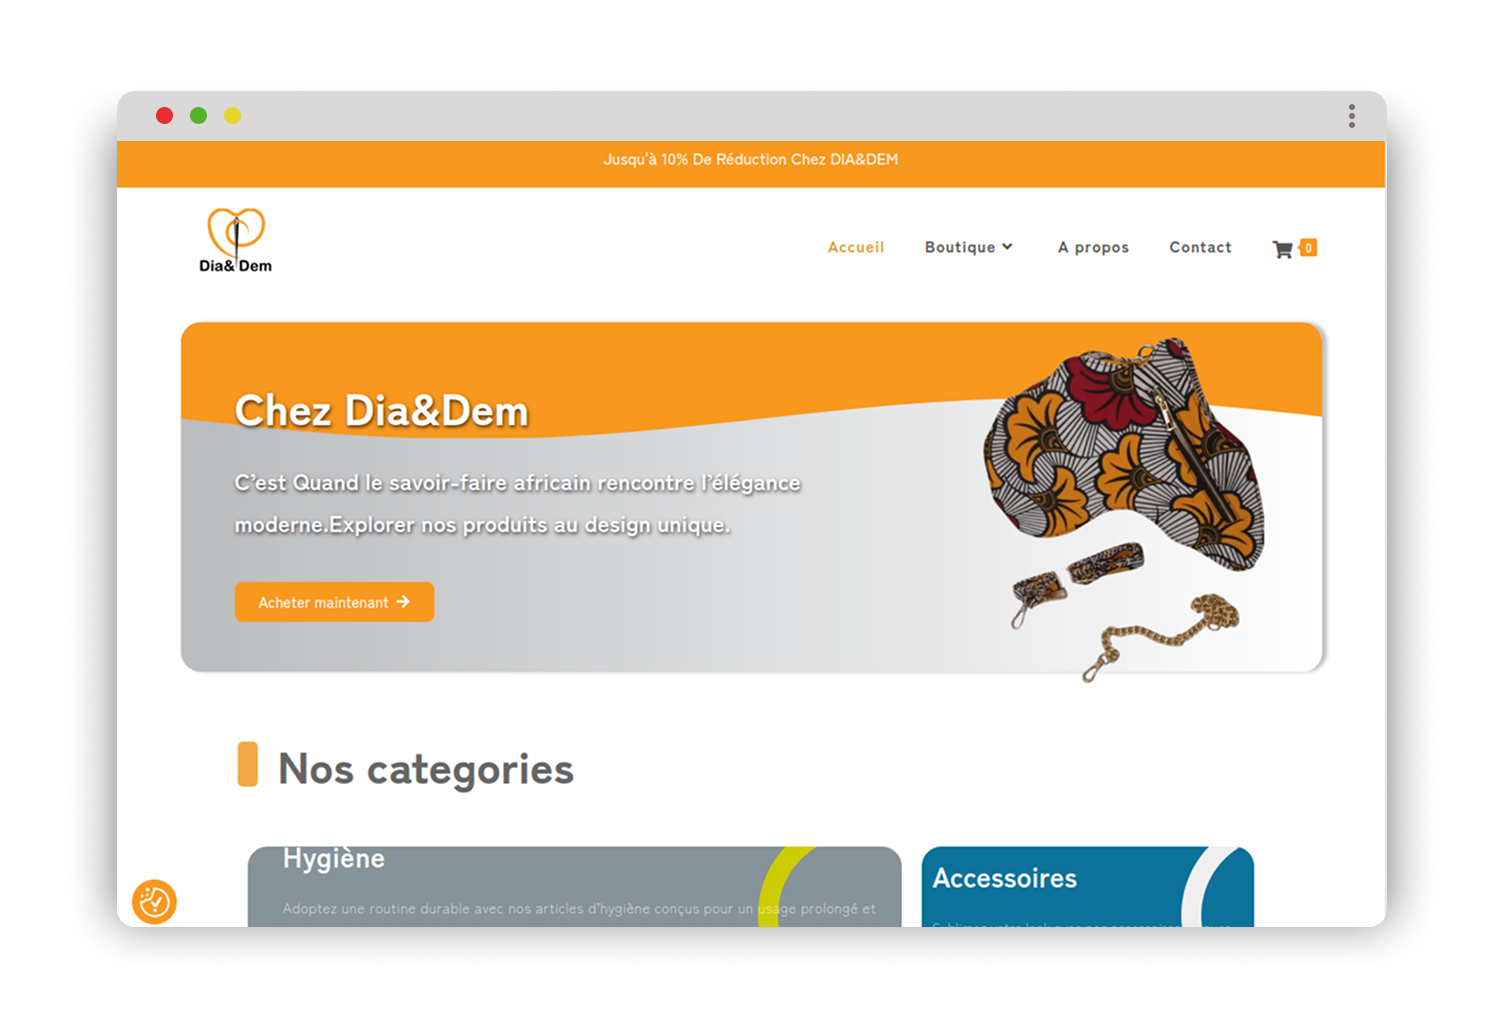 Jusqu'à 10% De Réduction Chez DIA&DEM
Dia&Dem
Accueil
Boutique
A propos
Contact
0
Chez Dia&Dem
C’est Quand le savoir-faire africain rencontre l’élégance
moderne.Explorer nos produits au design unique.
Acheter maintenant
Nos categories
Hygiène
Adoptez une routine durable avec nos articles d’hygiène conçus pour un usage prolongé et
Accessoires